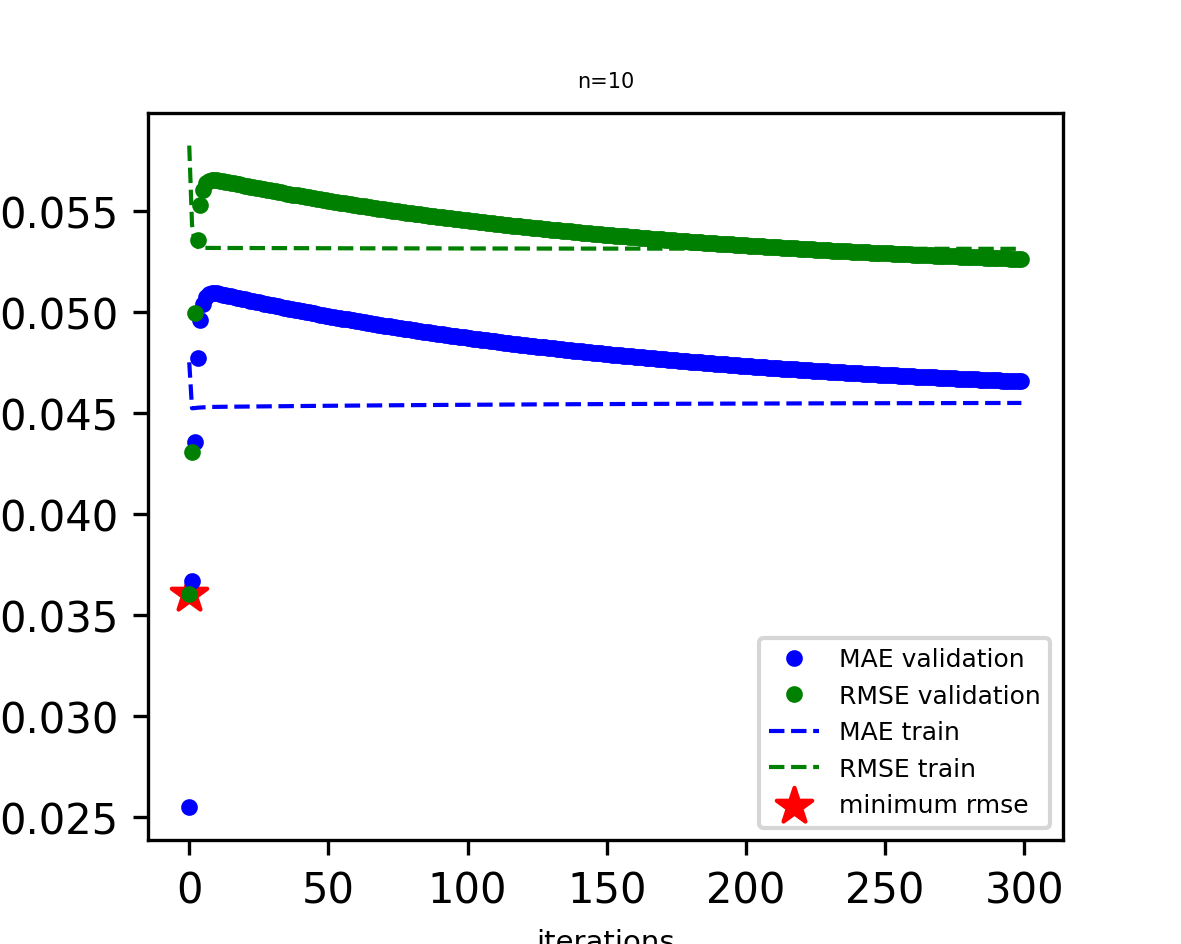 n=10
0.055
0.050
0.045
0.040
0.035
0.030
0.025
0 50 100 150 200 250 300
iterations
MAE validation
RMSE validation
MAE train
RMSE train
minimum rmse